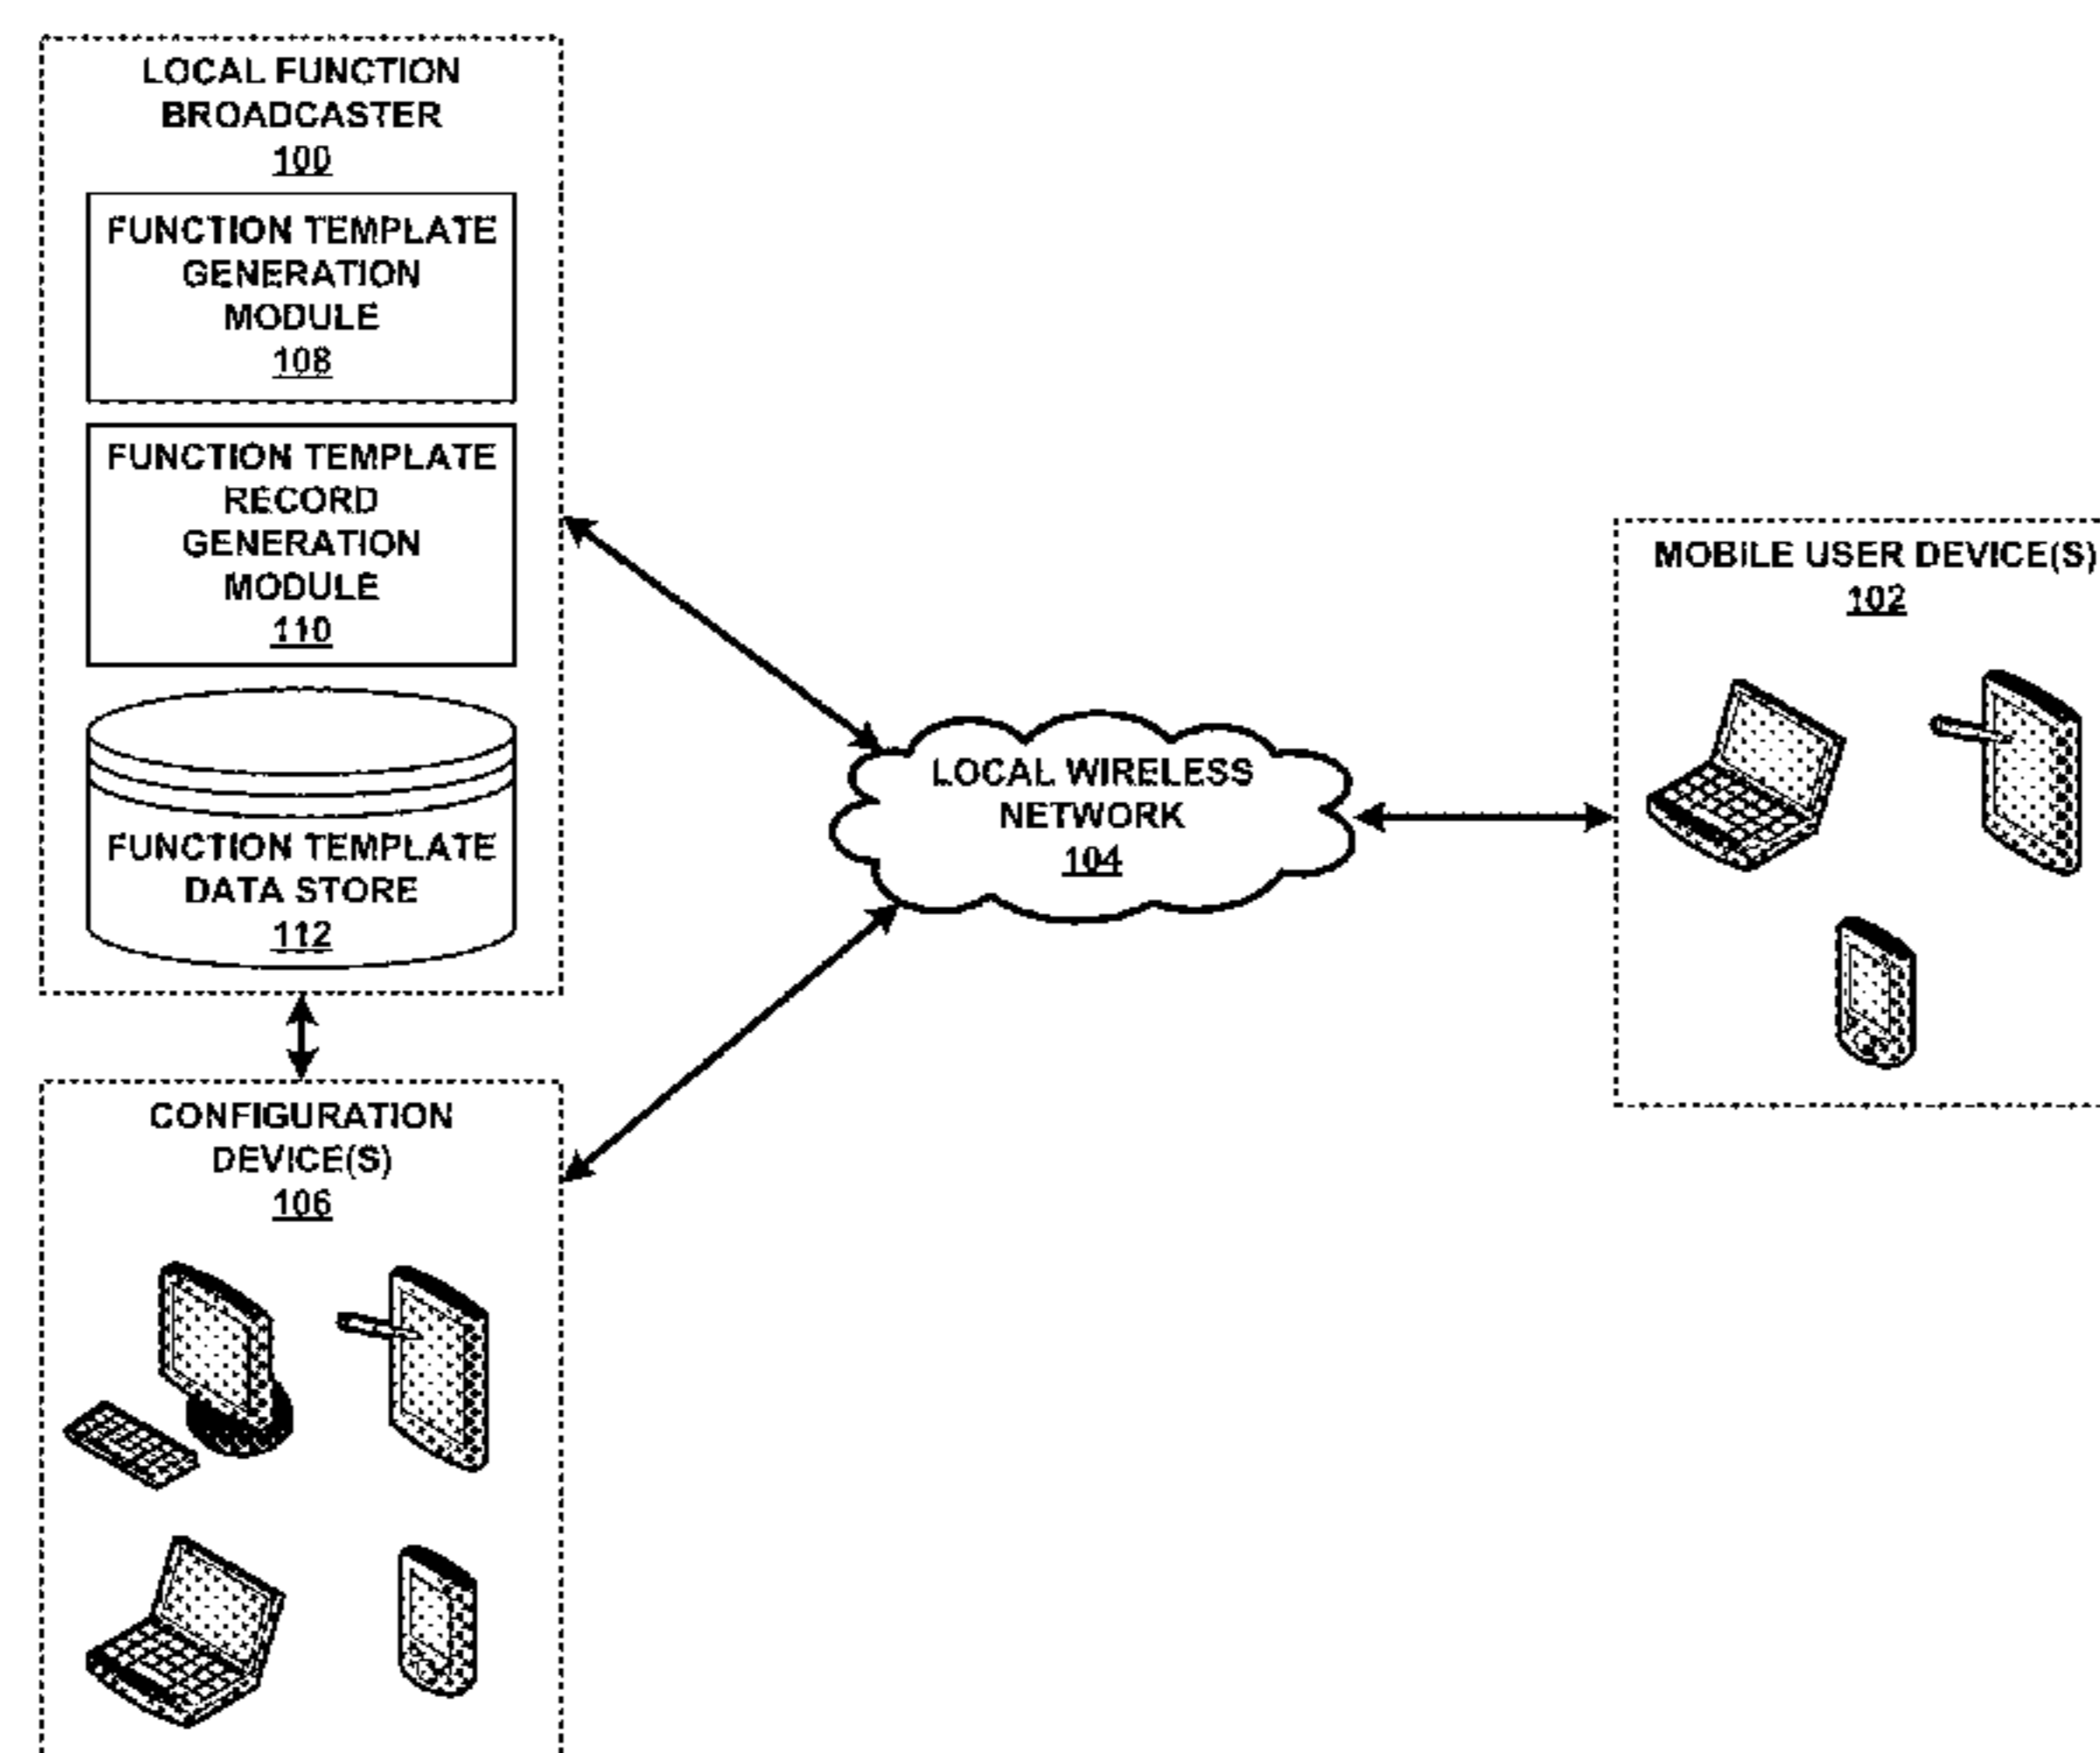 LOCAL FUNCTION
BROADCASTER
100
FUNCTION TEMPLATE
GENERATION
MODULE
108
FUNCTION TEMPLATE
RECORD
GENERATION
MODULE
110
FUNCTION TEMPLATE
DATA STORE
112
LOCAL WIRELESS
NETWORK
104
MOBILE USER DEVICE(S)
102
CONFIGURATION
DEVICE(S)
106